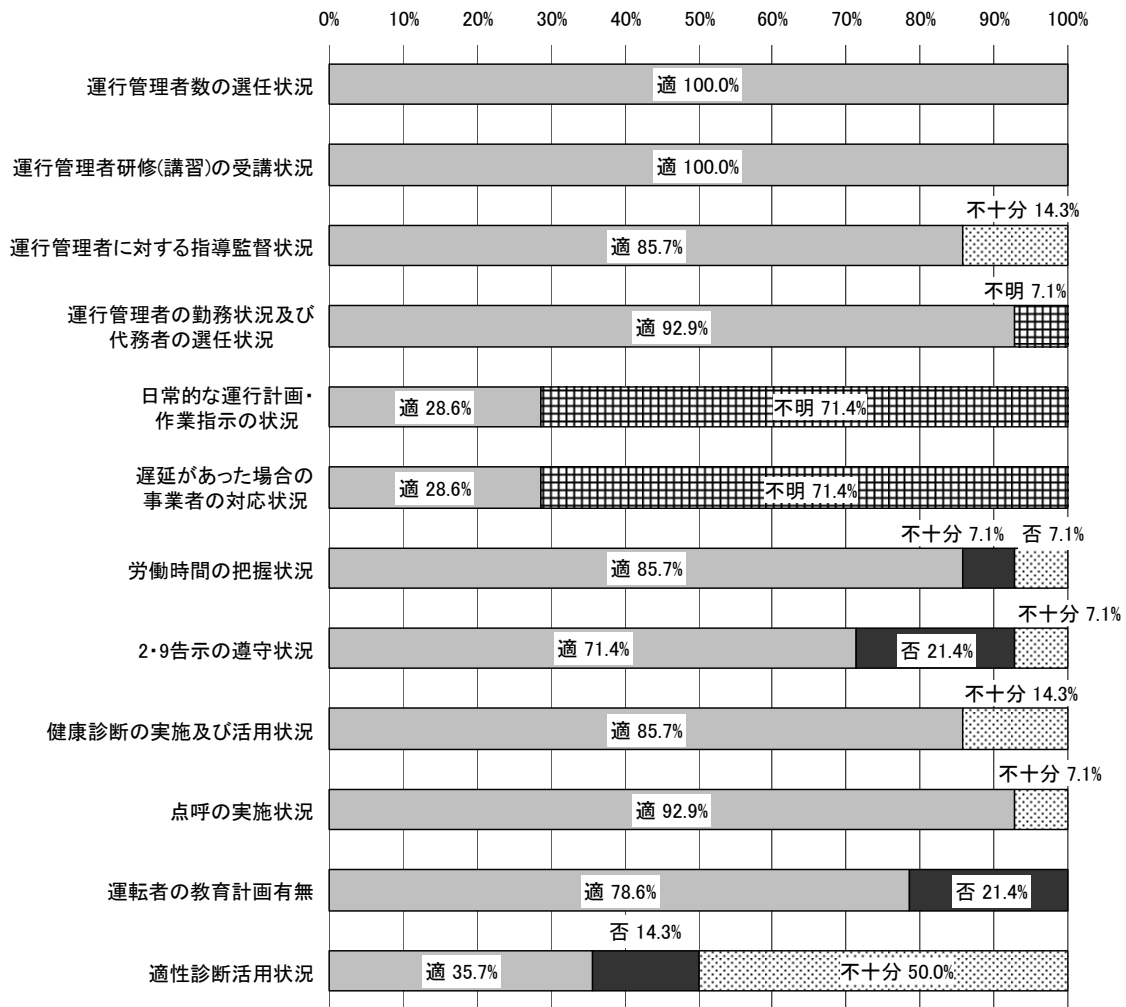 0% 10% 20% 30% 40% 50% 60% 70% 80% 90% 100%
運行管理者数の選任状況
適 100.0%
運行管理者研修(講習)の受講状況
適 100.0%
不十分 14.3%
運行管理者に対する指導監督状況
適 85.7%
不明 7.1%
運行管理者の勤務状況及び
代務者の選任状況
適 92.9%
日常的な運行計画・
作業指示の状況
適 28.6%
不明 71.4%
遅延があった場合の
事業者の対応状況
適 28.6%
不明 71.4%
不十分 7.1%
否 7.1%
労働時間の把握状況
適 85.7%
不十分 7.1%
2・9告示の遵守状況
適 71.4%
否 21.4%
不十分 14.3%
健康診断の実施及び活用状況
適 85.7%
不十分 7.1%
点呼の実施状況
適 92.9%
運転者の教育計画有無
適 78.6%
否 21.4%
否 14.3%
適性診断活用状況
適 35.7%
不十分 50.0%